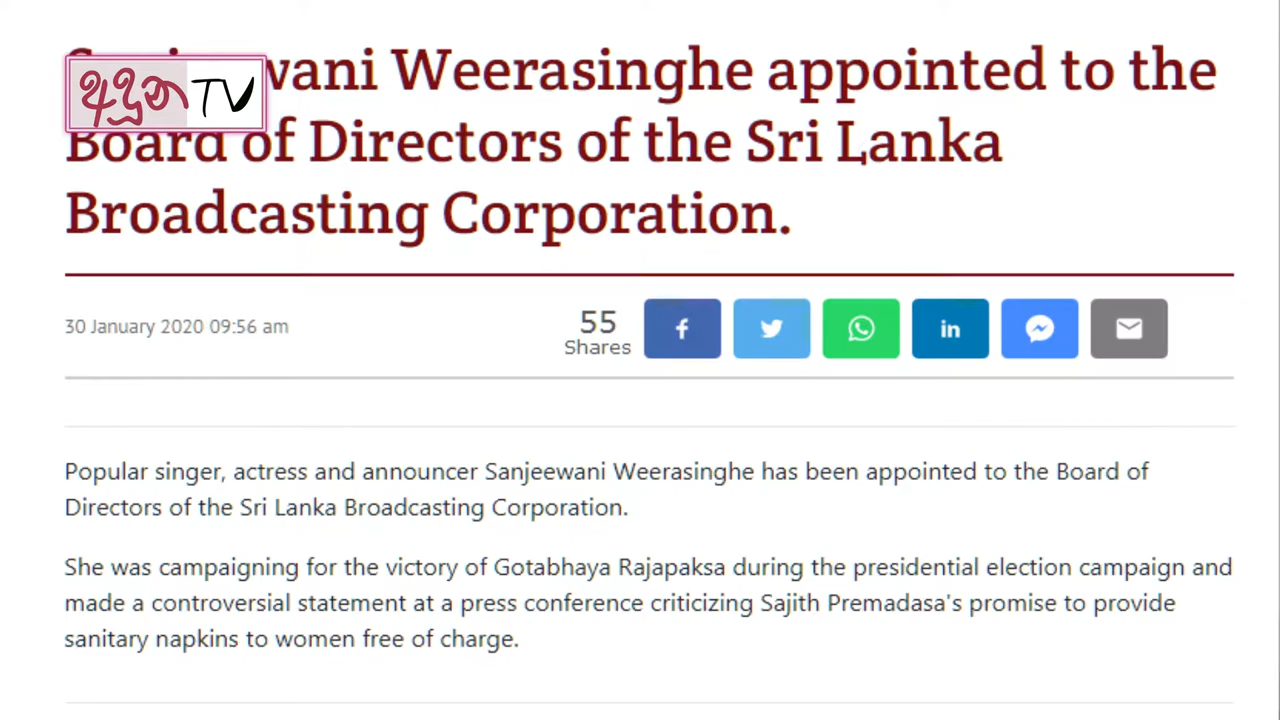 අදුන TV
wani Weerasinghe appointed to the
Board of Directors of the Sri Lanka
Broadcasting Corporation.
30 January 2020 09:56 am
55
Shares
f
in
Popular singer, actress and announcer Sanjeewani Weerasinghe has been appointed to the Board of
Directors of the Sri Lanka Broadcasting Corporation.
She was campaigning for the victory of Gotabhaya Rajapaksa during the presidential election campaign and
made a controversial statement at a press conference criticizing Sajith Premadasa's promise to provide
sanitary napkins to women free of charge.